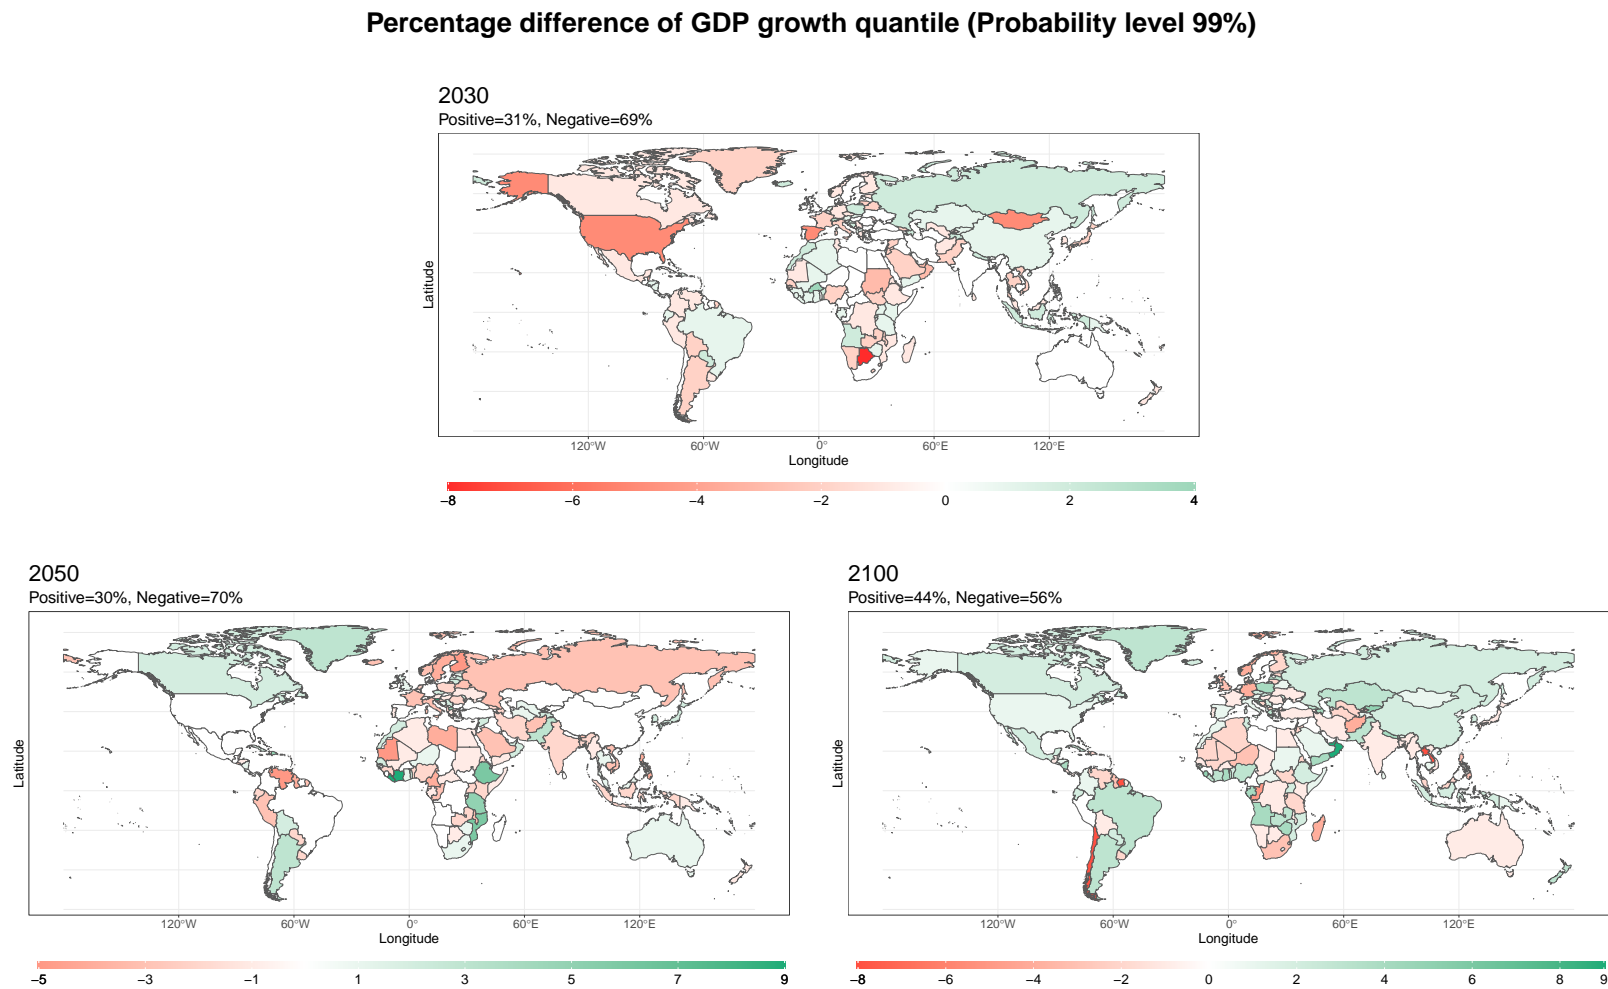 Percentage difference of GDP growth quantile (Probability level 99%)
2030
Positive=31%, Negative=69%
Latitude
120°W 60°W 0° 60°E 120°E
Longitude
−8 −6 −4 −2 0 2 4
2050
Positive=30%, Negative=70%
Latitude
120°W 60°W 0° 60°E 120°E
Longitude
−5 −3 −1 1 3 5 7 9
2100
Positive=44%, Negative=56%
Latitude
120°W 60°W 0° 60°E 120°E
Longitude
−8 −6 −4 −2 0 2 4 6 8 9